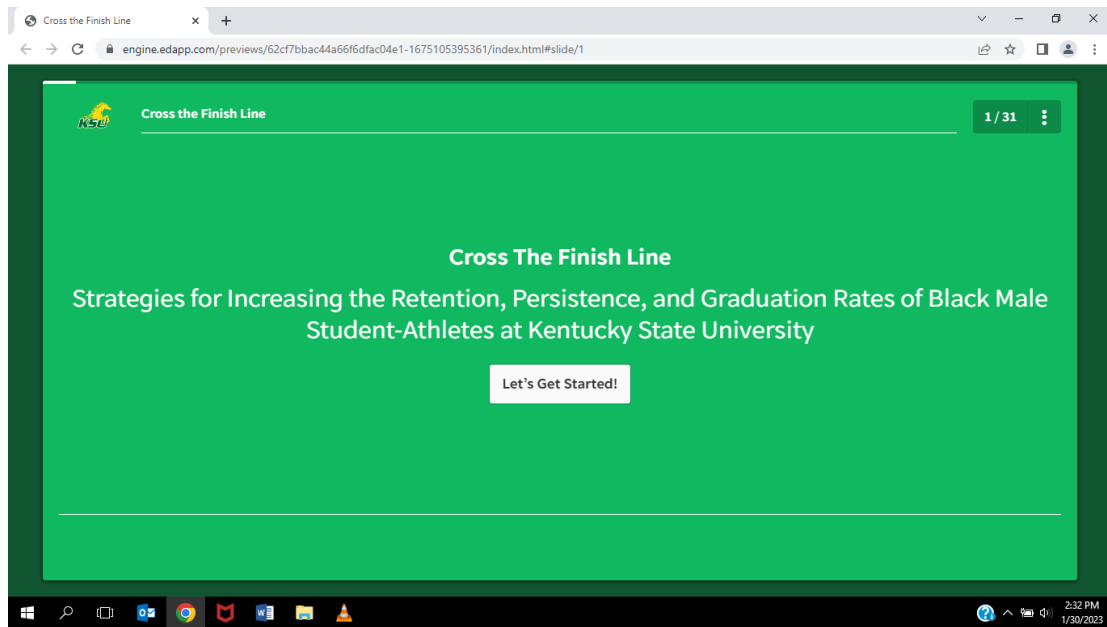 Cross the Finish Line
engine.edapp.com/previews/62cf7bbac44a66f6dfac04e1-1675105395361/index.html#slide/1
KSU
Cross the Finish Line
1 / 31
Cross The Finish Line
Strategies for Increasing the Retention, Persistence, and Graduation Rates of Black Male
Student-Athletes at Kentucky State University
Let's Get Started!
2:32 PM
1/30/2023